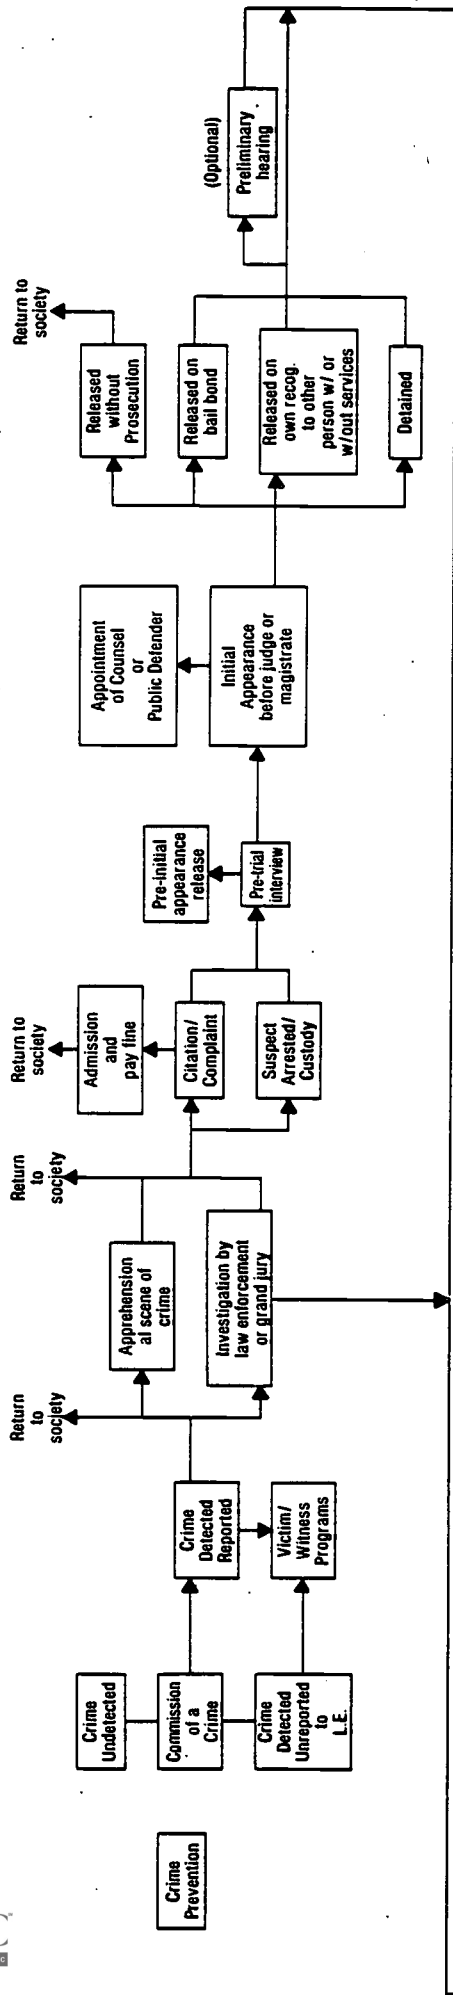 Crime
Prevention
Crime
Undetected
Commission
of a
Crime
Crime
Detected
Unreported
to
L.E.
Crime
Detected
Reported
Victim/
Witness
Programs
Return
to
society
Apprehension
al scene of
crime
Investigation by
law enforcement
or grand jury
Return
to
society
Return to
society
Admission
and
pay fine
Citation/
Complaint
Suspect
Arrested/
Custody
Pre-initial
appearance
release
Pre-trial
interview
Appointment
of Counsel
or
Public Defender
Initial
Appearance
before judge or
magistrate
Return to
society
Released
without
Prosecution
Released on
bail bond
Released on
own recog.
to other
person w/ or
w/out services
Detained
(Optional)
Preliminary
hearing